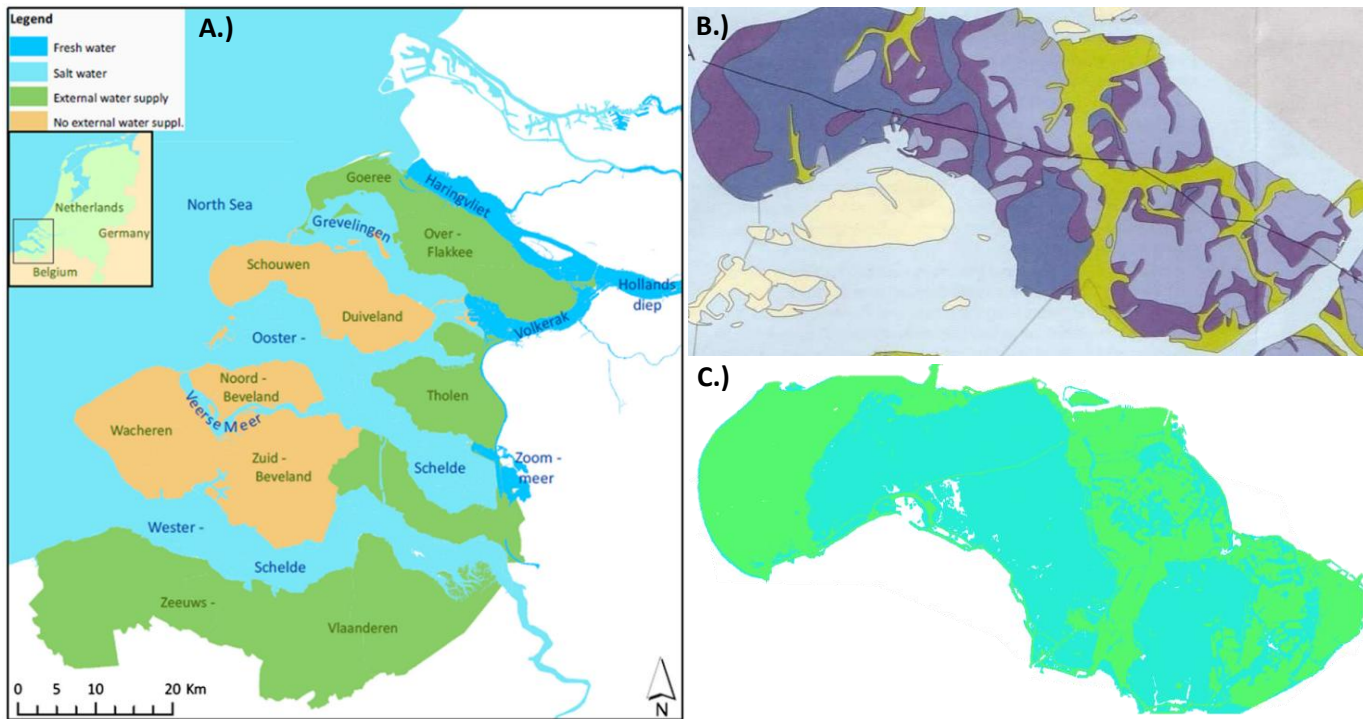 Legend
A.)
Fresh water
Salt water
External water supply
No external water suppl.
Netherlands
Germany
Belgium
North Sea
Goeree
Haringvliet
Grevelingen
Over -
Flakkee
Schouwen
Hollands
diep
Duiveland
Volkerak
Ooster -
Noord -
Beveland
Tholen
Veerse Meer
Wacheren
Zuid -
Beveland
Schelde
Zoom -
meer
Wester -
Schelde
Zeeuws -
Vlaanderen
0 5 10 20 Km
N
B.)
C.)